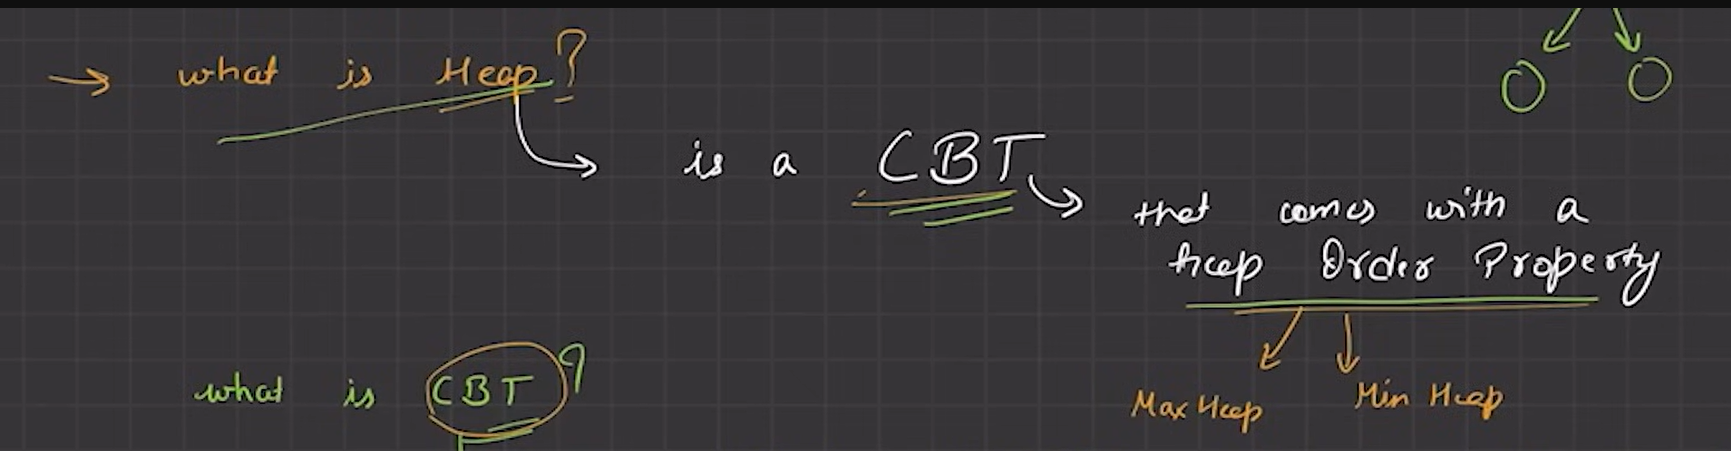 → what is Heap?
is a CBT
that comes with a
heap Order Property
Max Heap Min Heap
what is CBT?